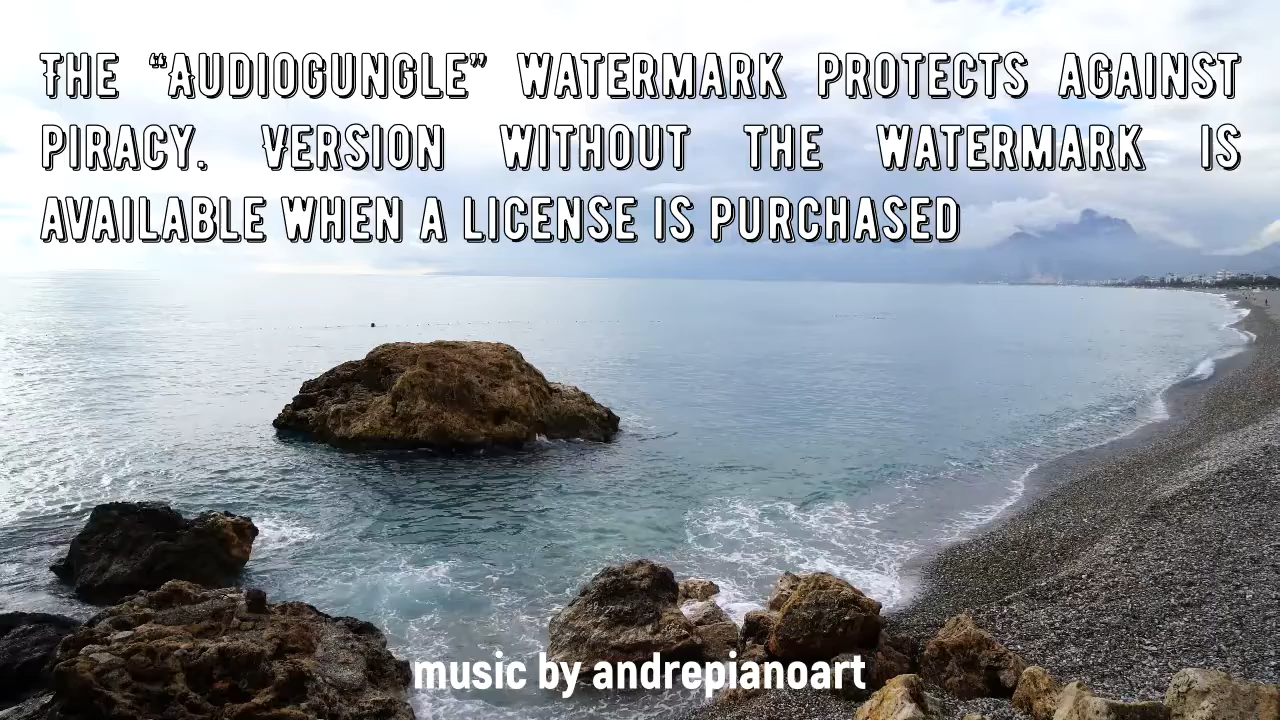 The “Audiogungle” watermark protects against
piracy. Version without the watermark is
available when a license is purchased
music by andrepianoart